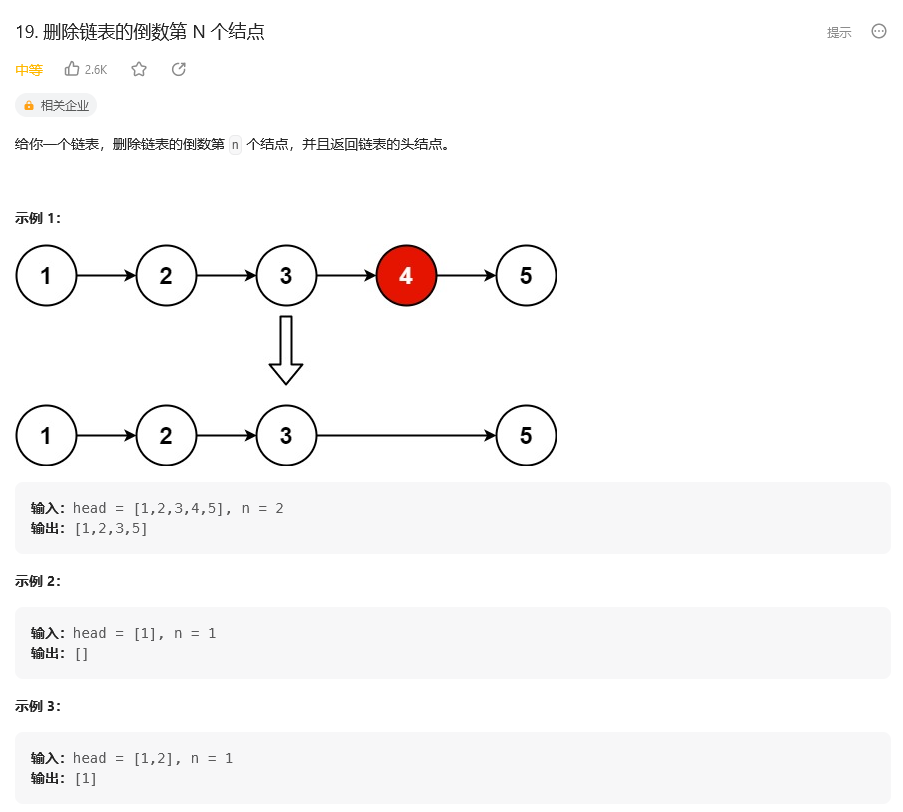 19. 删除链表的倒数第 N 个结点
提示
中等 2.6K
相关企业
给你一个链表，删除链表的倒数第 n 个结点，并且返回链表的头结点。
示例 1：
1 2 3 4 5
1 2 3 5
输入：head = [1,2,3,4,5], n = 2
输出：[1,2,3,5]
示例 2：
输入：head = [1], n = 1
输出：[]
示例 3：
输入：head = [1,2], n = 1
输出：[1]